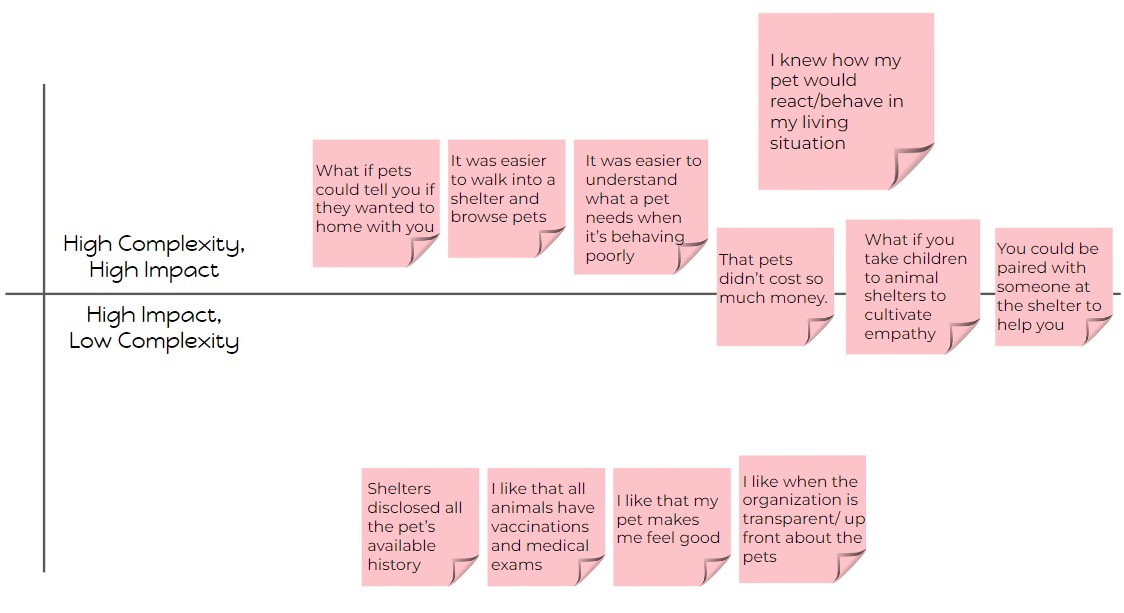 I knew how my
pet would
react/behave in
my living
situation
What if pets
could tell you if
they wanted to
home with you
It was easier
to walk into a
shelter and
browse pets
It was easier to
understand
what a pet
needs when
it's behaving
poorly
High Complexity,
High Impact
That pets
didn't cost so
much money.
What if you
take children
to animal
shelters to
cultivate
empathy
You could be
paired with
someone at
the shelter to
help you
High Impact,
Low Complexity
Shelters
disclosed all
the pet's
available
history
I like that all
animals have
vaccinations
and medical
exams
I like that my
pet makes
me feel good
I like when the
organization is
transparent/ up
front about the
pets